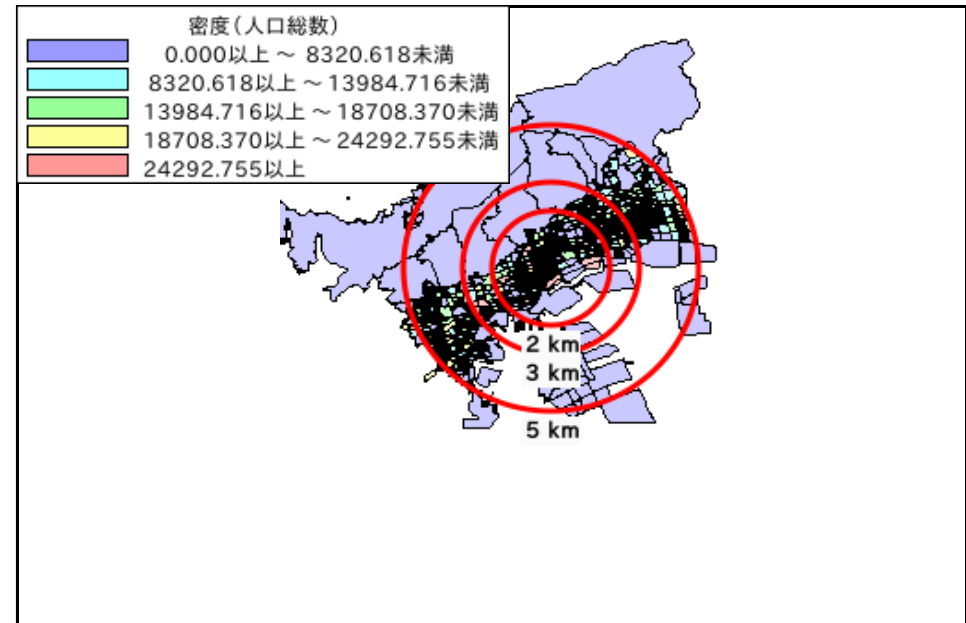 密度（人口総数）
0.000以上 ～ 8320.618未満
8320.618以上 ～ 13984.716未満
13984.716以上 ～ 18708.370未満
18708.370以上 ～ 24292.755未満
24292.755以上
2 km
3 km
5 km